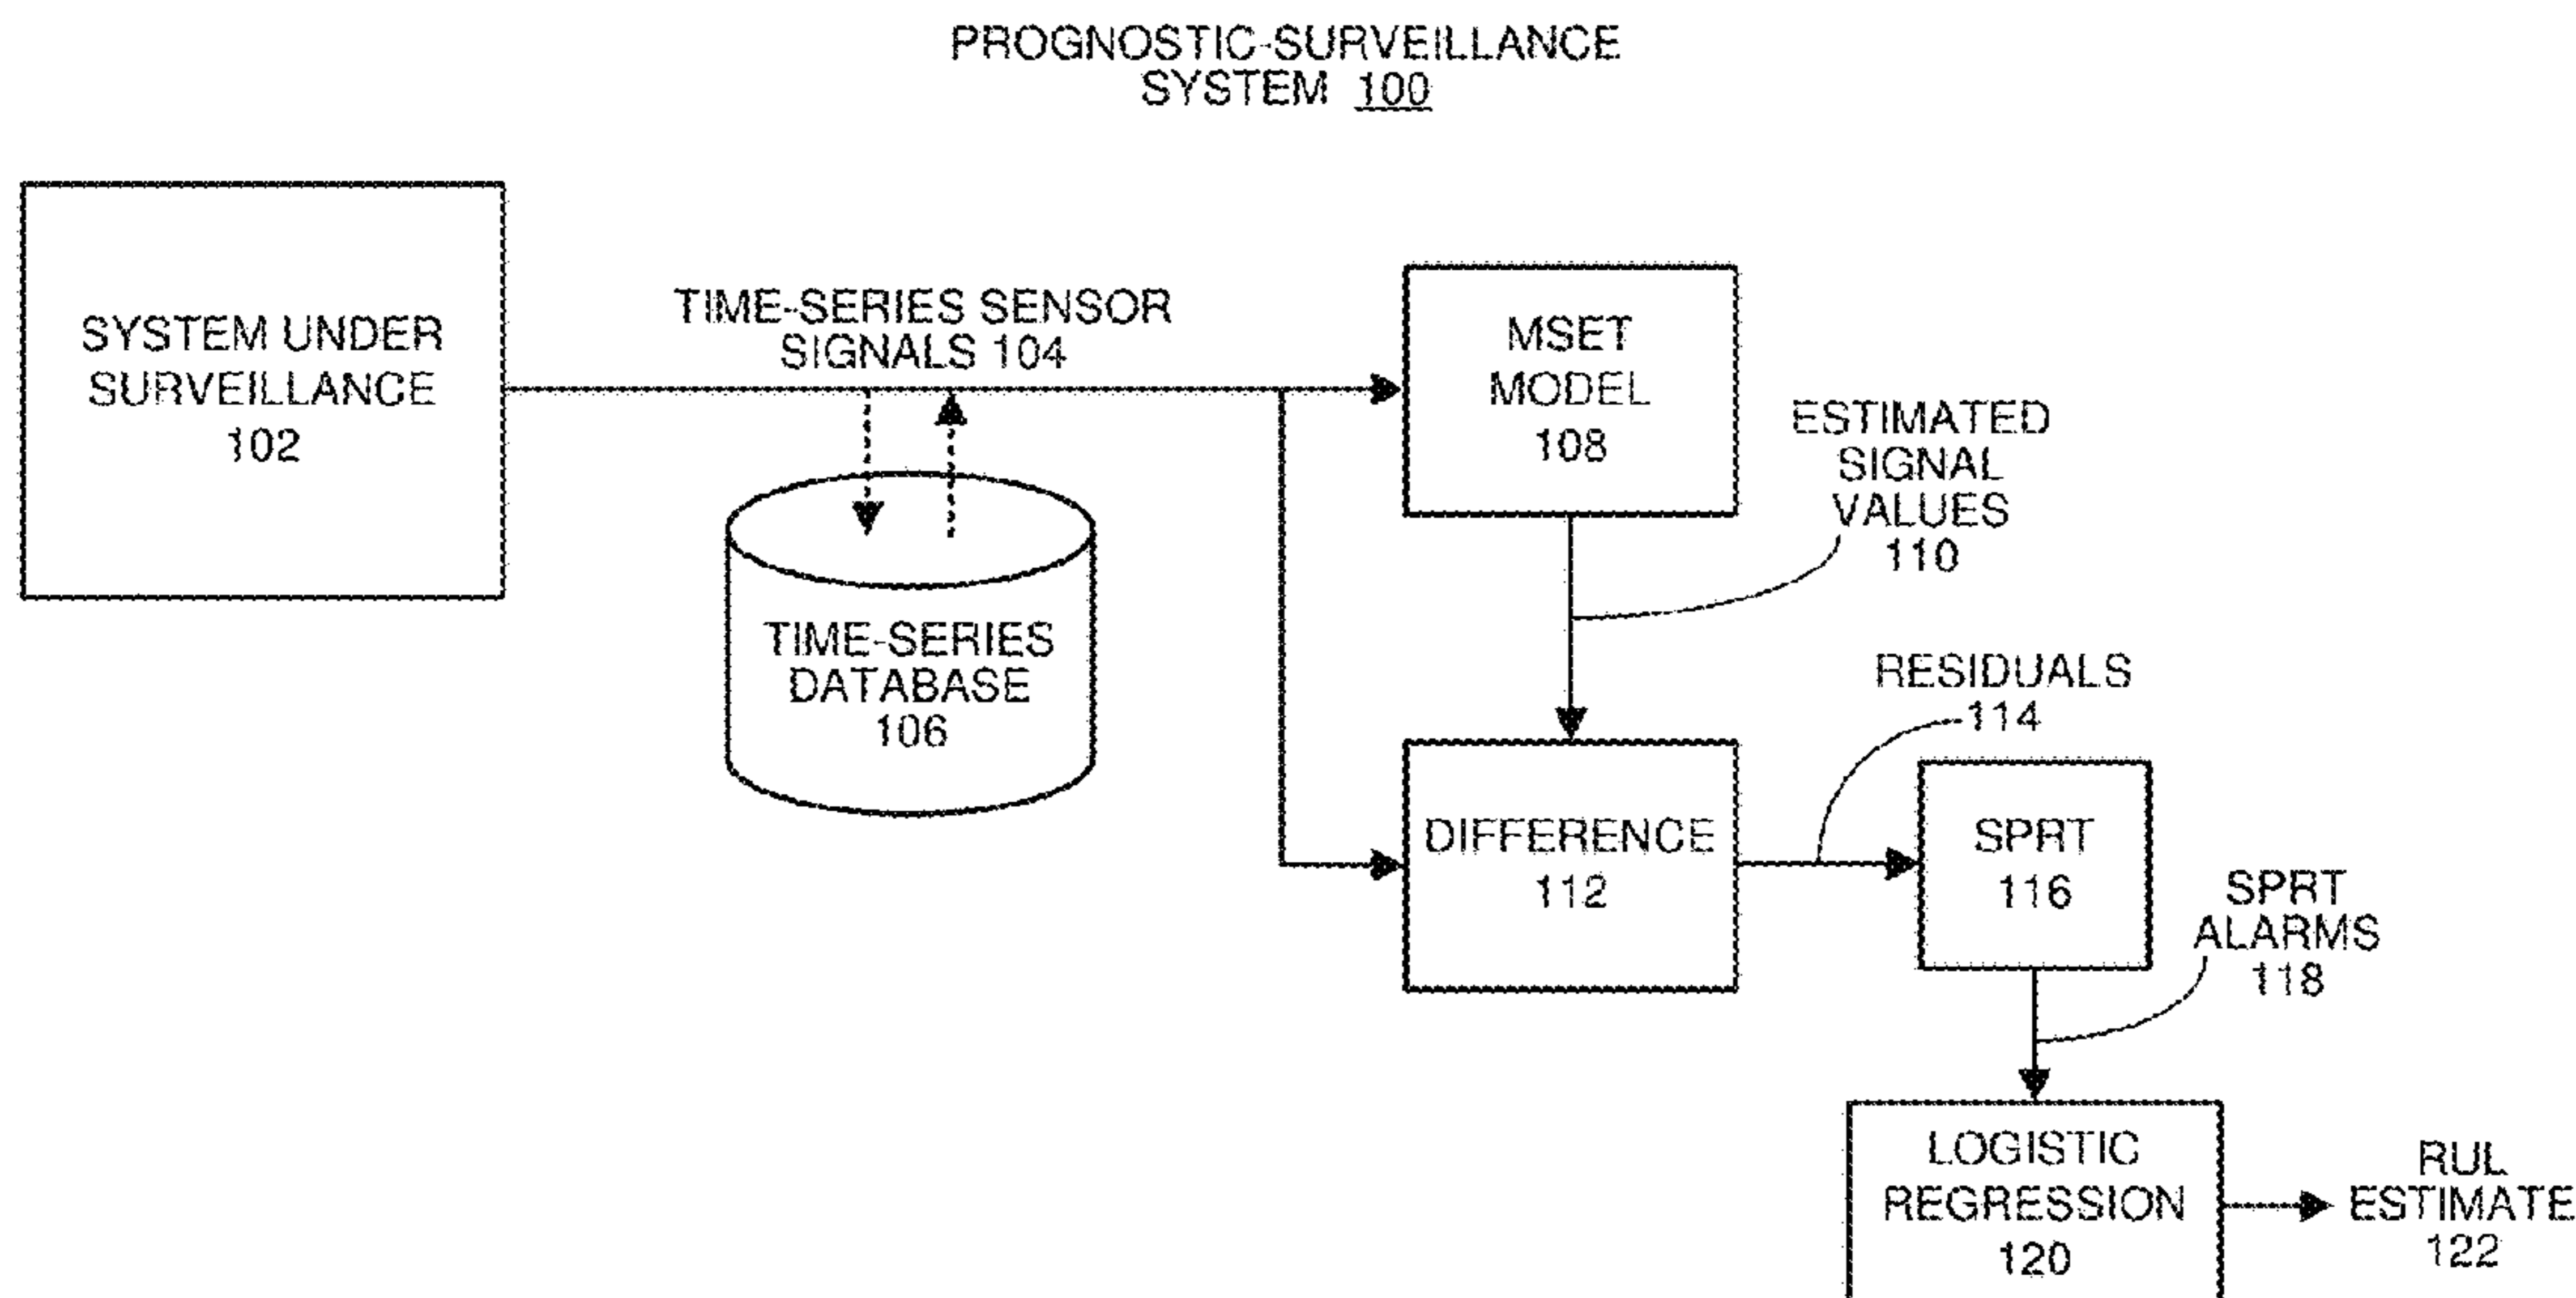 PROGNOSTIC-SURVEILLANCE
SYSTEM 100
SYSTEM UNDER
SURVEILLANCE
102
TIME-SERIES SENSOR
SIGNALS 104
TIME-SERIES
DATABASE
106
MSET
MODEL
108
ESTIMATED
SIGNAL
VALUES
110
DIFFERENCE
112
RESIDUALS
114
SPRT
116
SPRT
ALARMS
118
LOGISTIC
REGRESSION
120
RUL
ESTIMATE
122